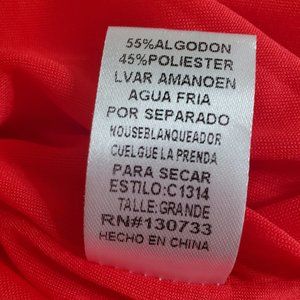 55%ALGODON
45%POLIESTER
LVAR AMANOEN
AGUA FRIA
POR SEPARADO
NOUSEBLANQUEADOR
CUELGUE LA PRENDA
PARA SECAR
ESTILO:C1314
TALLE:GRANDE
RN#130733
HECHO EN CHINA